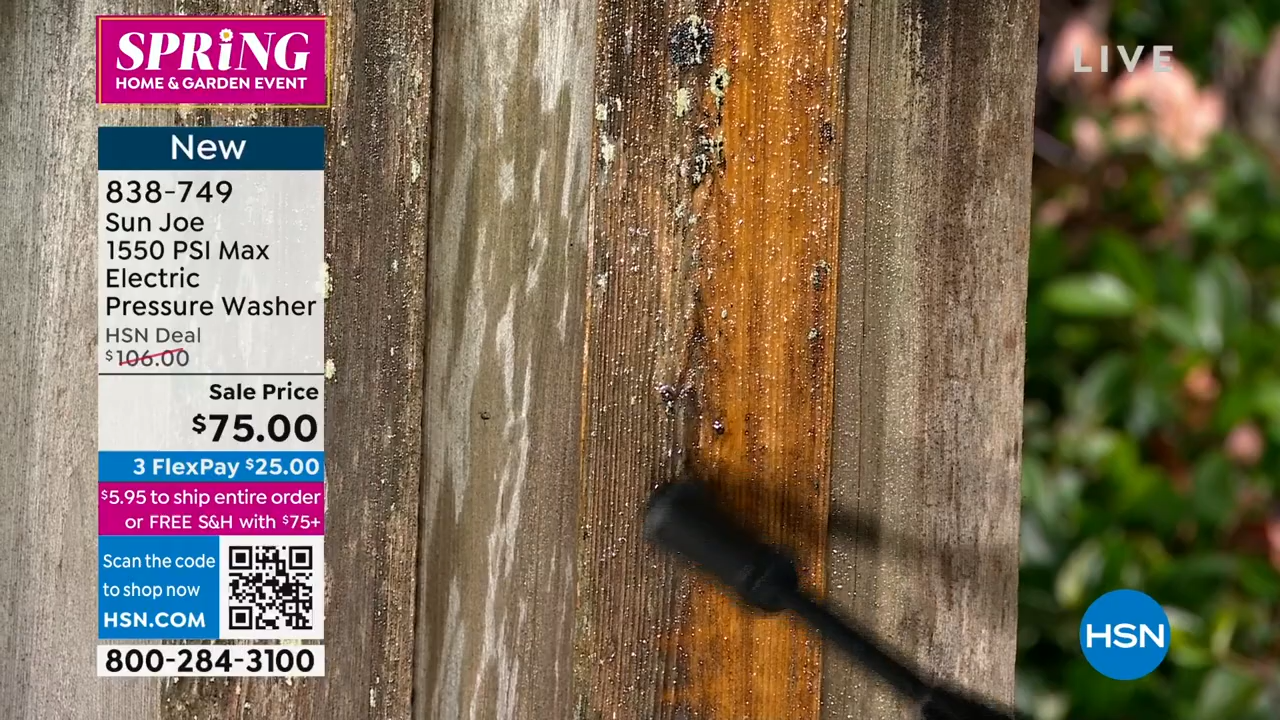 SPRING
HOME & GARDEN EVENT
LIVE
New
838-749
Sun Joe
1550 PSI Max
Electric
Pressure Washer
HSN Deal
$106.00
Sale Price
$75.00
3 FlexPay $25.00
$5.95 to ship entire order
or FREE S&H with $75+
Scan the code
to shop now
HSN.COM
800-284-3100
HSN